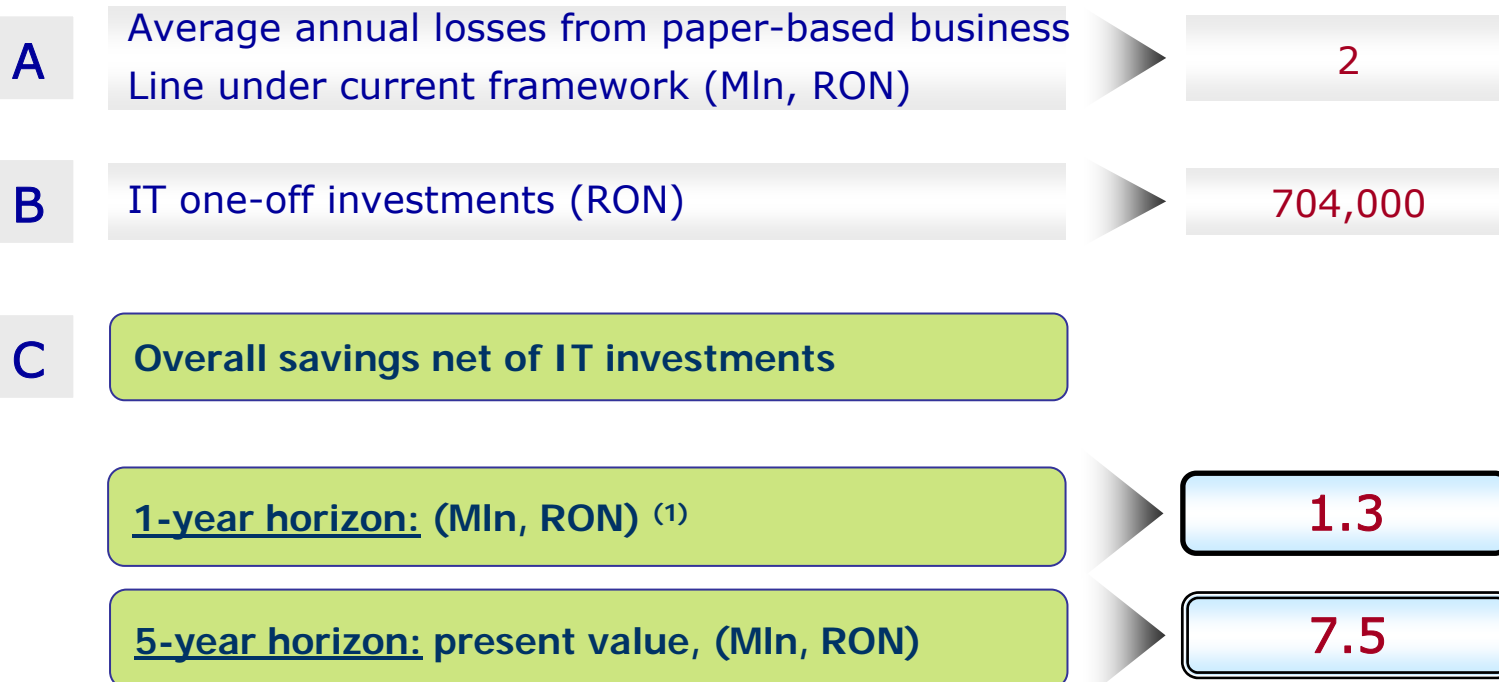 A
Average annual losses from paper-based business
Line under current framework (Mln, RON)
2
B
IT one-off investments (RON)
704,000
C
Overall savings net of IT investments
1-year horizon: (Mln, RON) (1)
1.3
5-year horizon: present value, (Mln, RON)
7.5